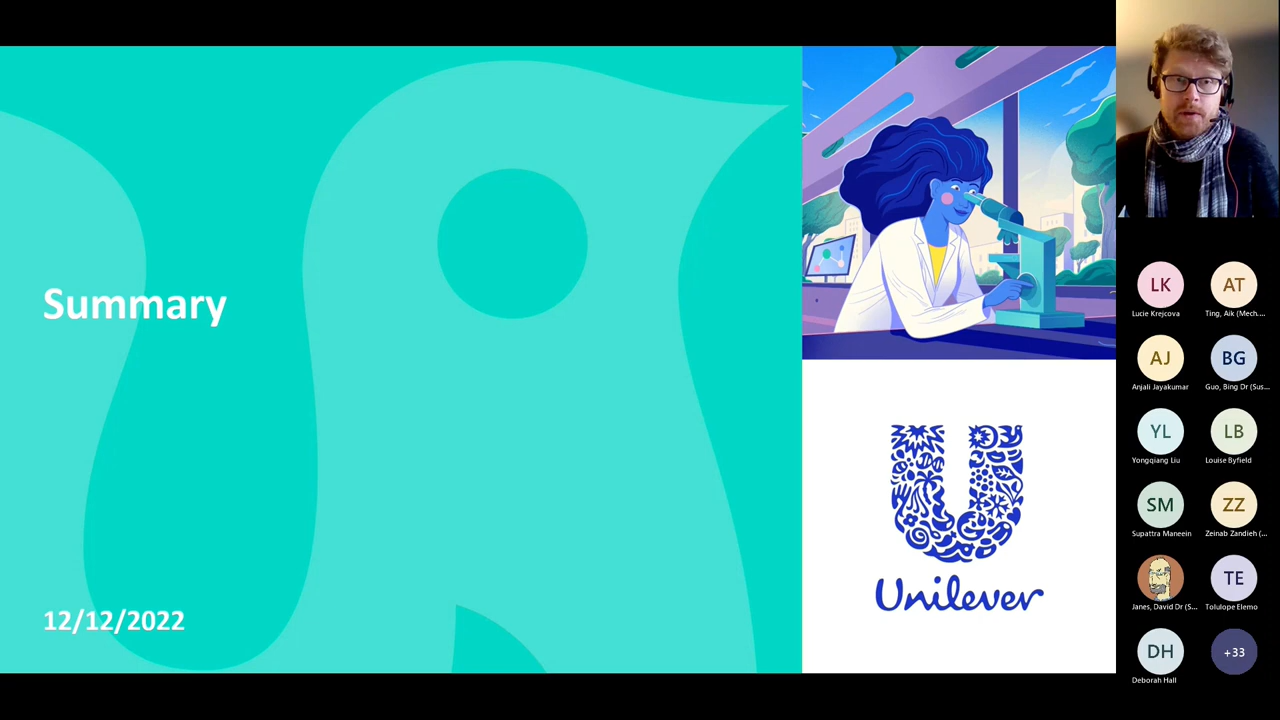 Summary
12/12/2022
Unilever
LK
AT
Lucie Krejcova
Ting, Aik (Mech....
AJ
BG
Anjali Jayakumar
Guo, Bing Dr (Sus...
YL
LB
Yongqiang Liu
Louise Byfield
SM
ZZ
Supattra Maneein
Zeinab Zandieh (...
TE
Janes, David Dr (S...
Tolulope Elemo
DH
+33
Deborah Hall